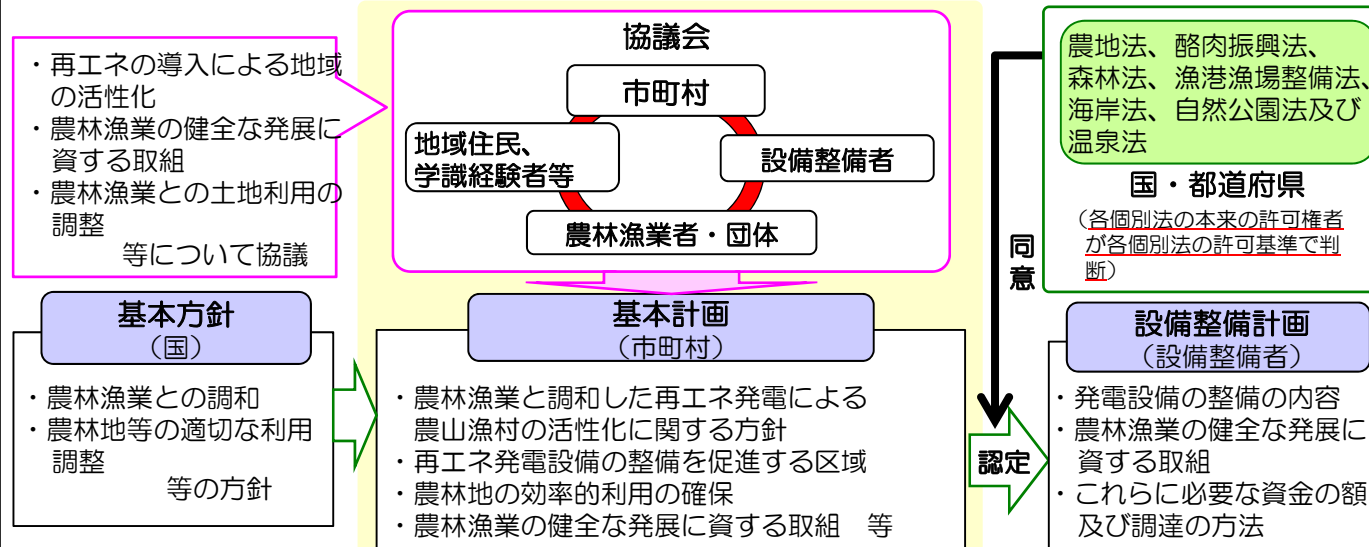 ・再エネの導入による地域
の活性化
・農林漁業の健全な発展に
資する取組
・農林漁業との土地利用の
調整
等について協議
協議会
市町村
地域住民、
学識経験者等
設備整備者
農林漁業者・団体
農地法、酪肉振興法、
森林法、漁港漁場整備法、
海岸法、自然公園法及び
温泉法
国・都道府県
（各個別法の本来の許可権者
が各個別法の許可基準で判
断）
同
意
基本方針
（国）
・農林漁業との調和
・農林地等の適切な利用
調整
等の方針
基本計画
（市町村）
・農林漁業と調和した再エネ発電による
農山漁村の活性化に関する方針
・再エネ発電設備の整備を促進する区域
・農林地の効率的利用の確保
・農林漁業の健全な発展に資する取組　等
認定
設備整備計画
（設備整備者）
・発電設備の整備の内容
・農林漁業の健全な発展に
資する取組
・これらに必要な資金の額
及び調達の方法